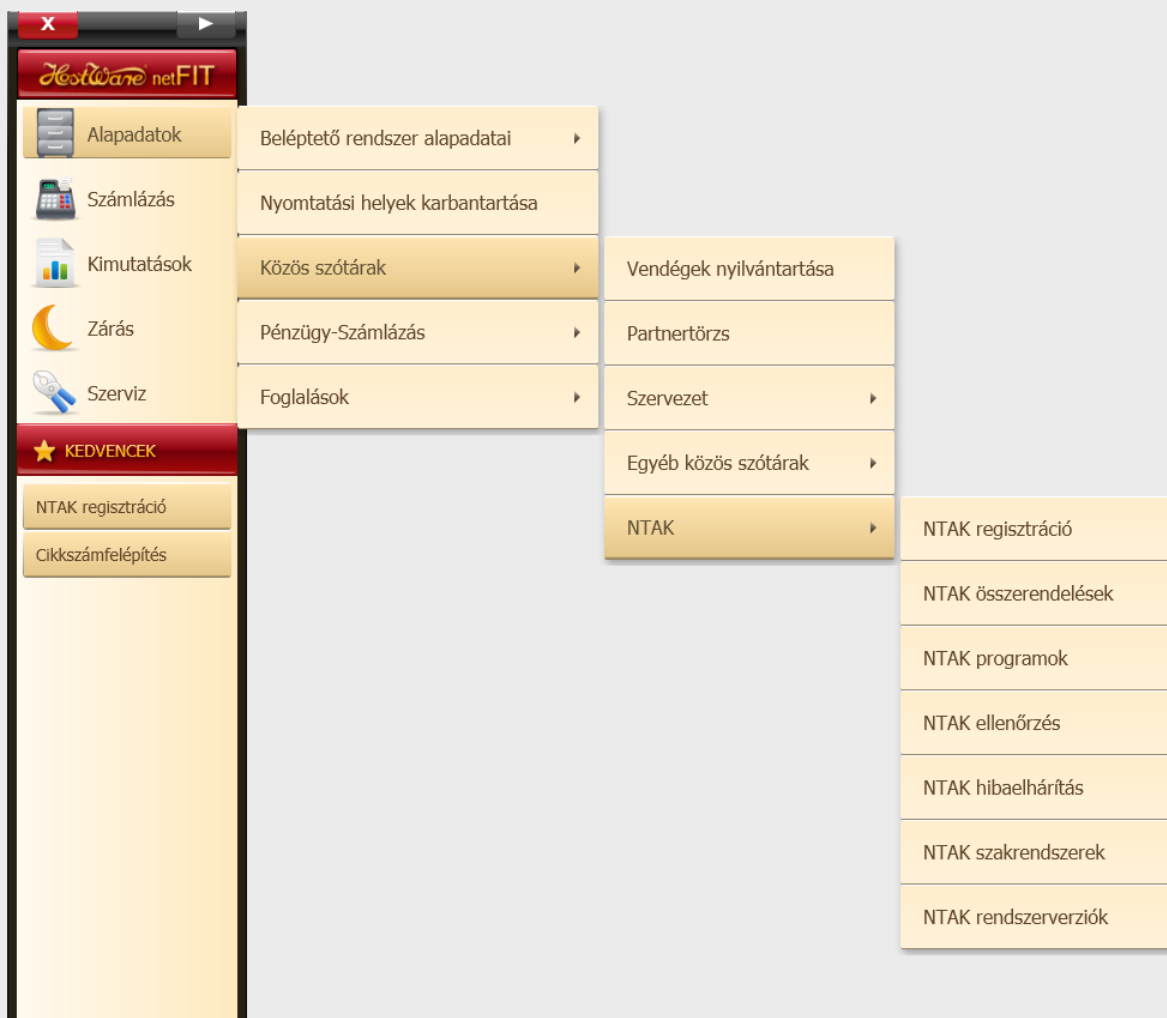 X
HostWare netFIT
Alapadatok
Számlázás
Kimutatások
Zárás
Szerviz
KEDVENCEK
NTAK regisztráció
Cikkszámfelépítés
Beléptető rendszer alapadatai
Nyomtatási helyek karbantartása
Közös szótárak
Pénzügy-Számlázás
Foglalások
Vendégek nyilvántartása
Partnertörzs
Szervezet
Egyéb közös szótárak
NTAK
NTAK regisztráció
NTAK összerendelések
NTAK programok
NTAK ellenőrzés
NTAK hibaelhárítás
NTAK szakrendszerek
NTAK rendszerverziók